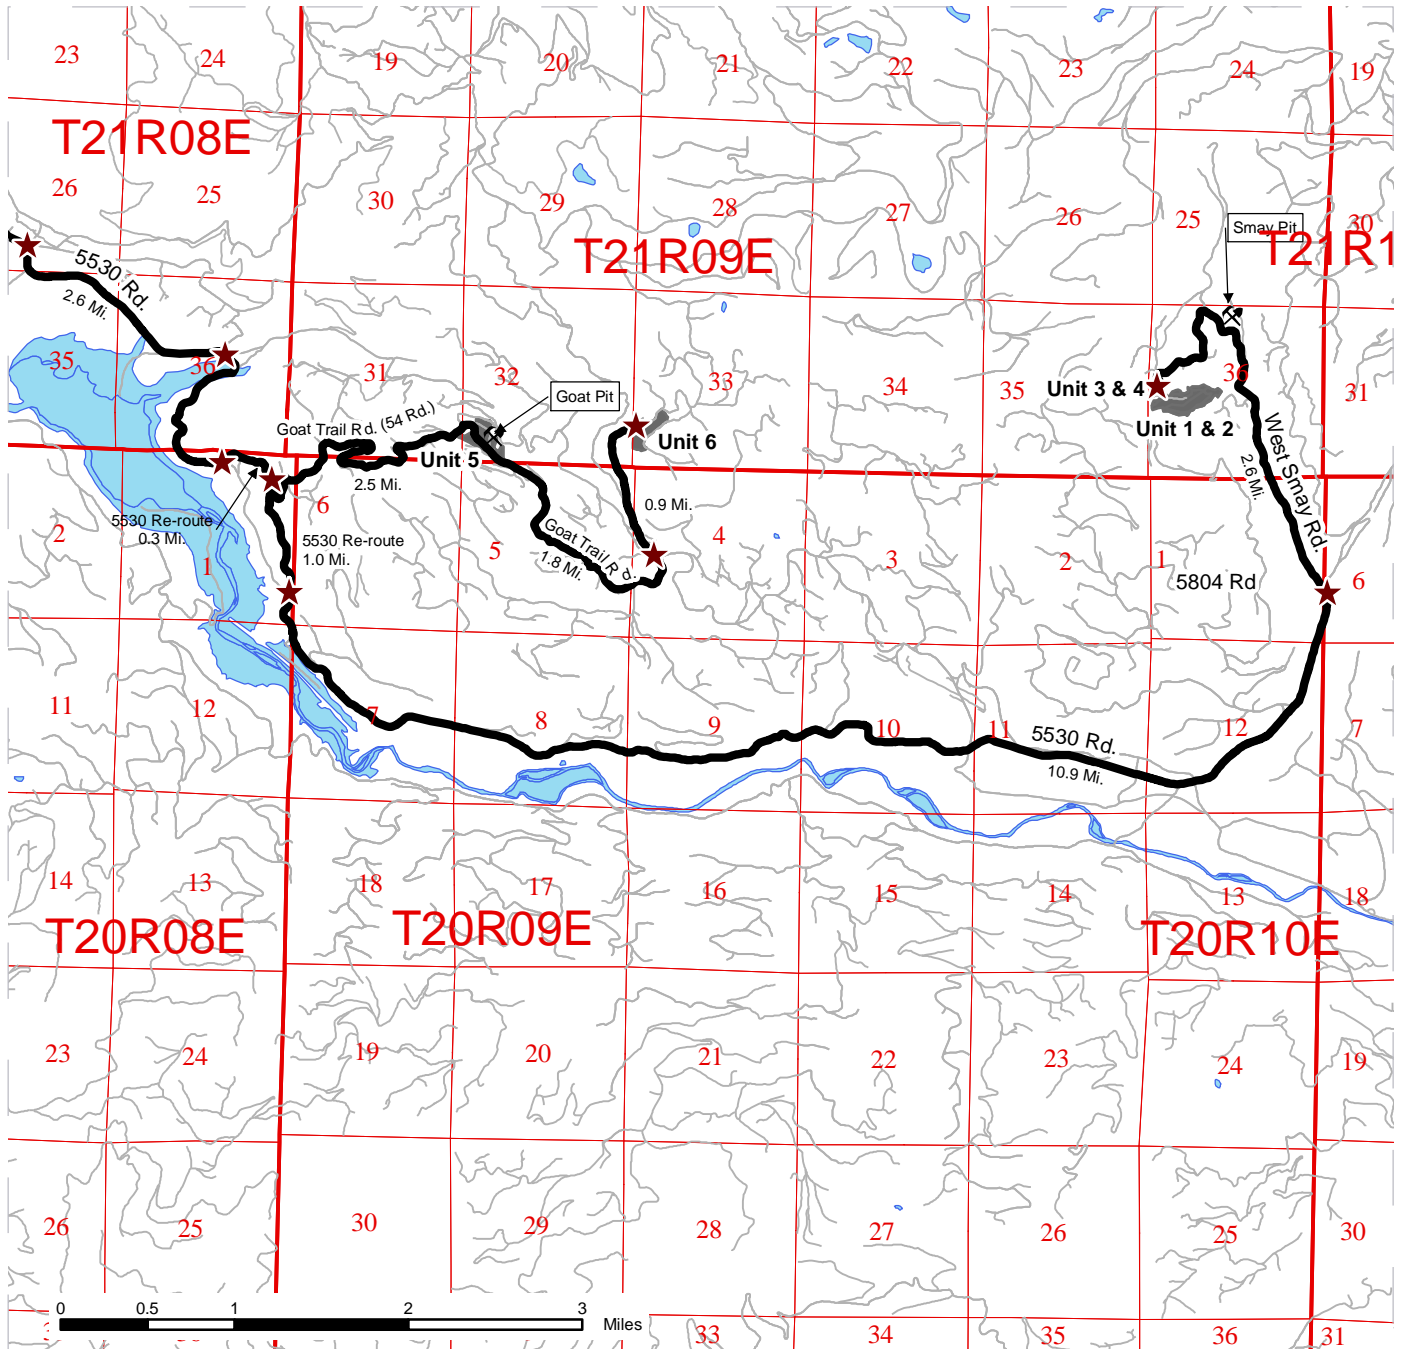 23
24
19
20
21
22
23
24
19
T21R08E
26
25
30
29
28
27
26
25
30
Smay Pit
T21R09E
T21R1
5530 Rd.
2.6 Mi.
35
36
31
32
33
34
35
36
31
Goat Pit
Unit 3 & 4
Unit 1 & 2
Goat Trail Rd. (54 Rd.)
Unit 5
Unit 6
West Smay Rd.
2.6 Mi.
2.5 Mi.
0.9 Mi.
2
1
6
5
4
3
2
1
6
5530 Re-route
0.3 Mi.
5530 Re-route
1.0 Mi.
Goat Trail Rd.
1.8 Mi.
5804 Rd
11
12
7
8
9
10
11
12
7
5530 Rd.
10.9 Mi.
14
13
18
17
16
15
14
13
18
T20R08E
T20R09E
T20R10E
23
24
19
20
21
22
23
24
19
26
25
30
29
28
27
26
25
30
0 0.5 1 2 3
Miles
33
34
35
36
31